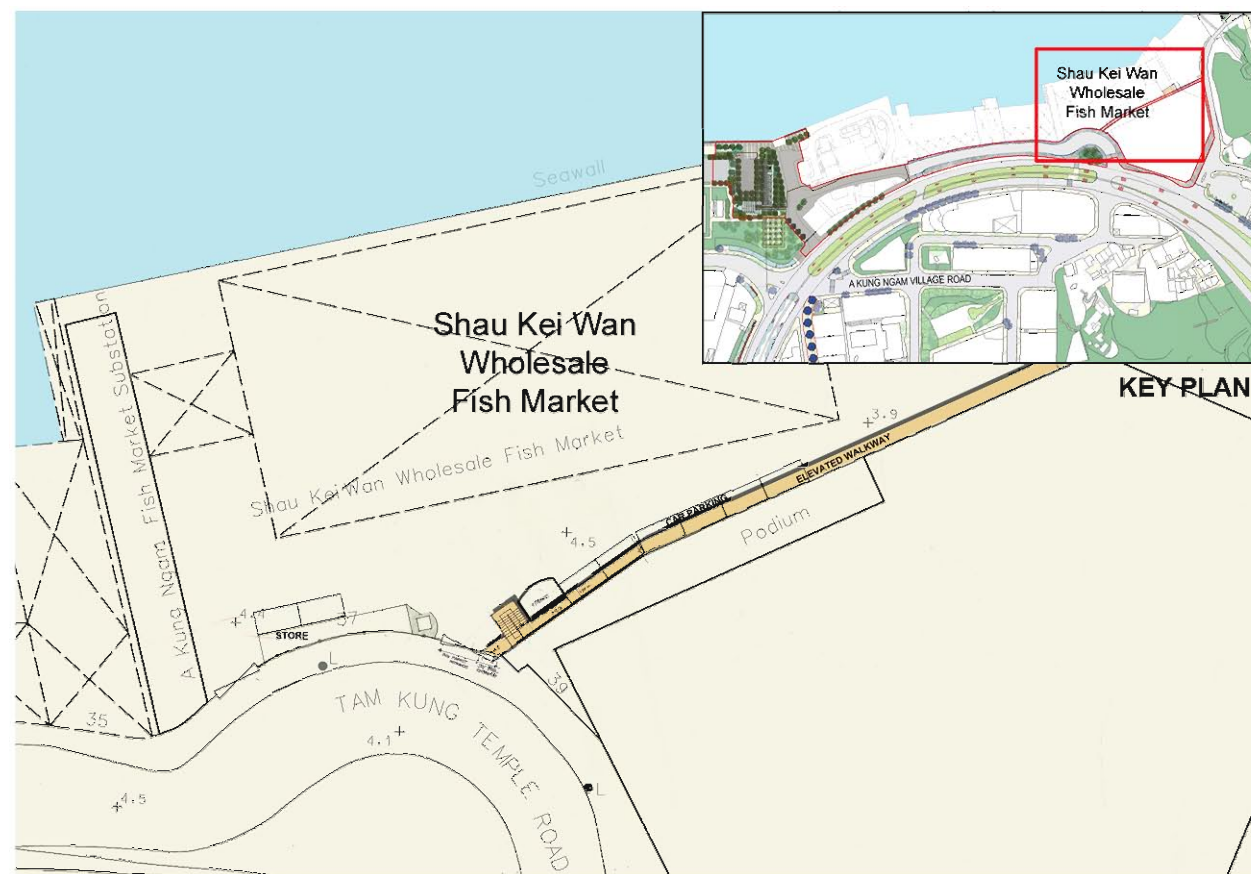 Seawall
Shau Kei Wan
Wholesale
Fish Market
KEY PLAN
A KUNG NGAM VILLAGE ROAD
Shau Kei Wan
Wholesale
Fish Market
Shau Kei Wan Wholesale Fish Market
A Kung Ngam Fish Market Substation
3.9
ELEVATED WALKWAY
CAR PARKING
Podium
4.5
4.4
37
STORE
L
39
35
TAM KUNG TEMPLE ROAD
4.1
4.5
L